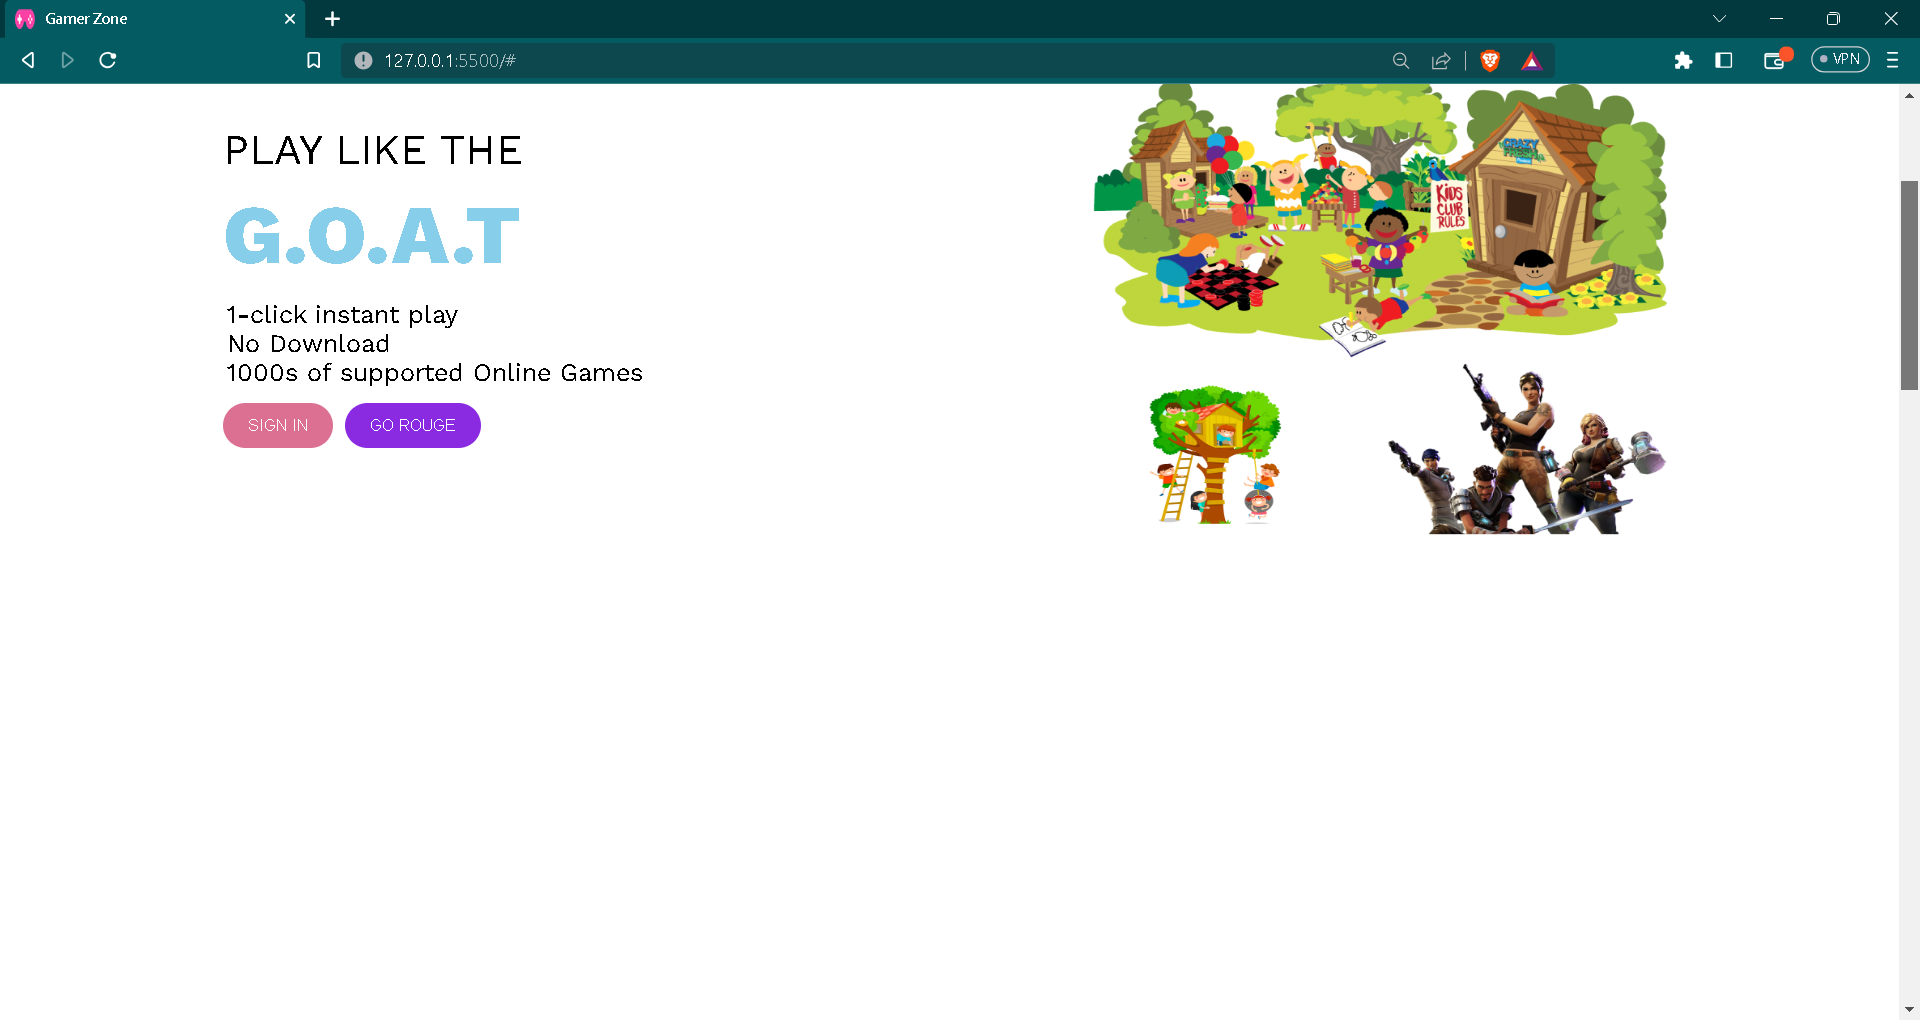 Gamer Zone
127.0.0.1:5500/#
VPN
PLAY LIKE THE
G.O.A.T
1-click instant play
No Download
1000s of supported Online Games
SIGN IN
GO ROUGE
CRAZY
FRESH
KIDS
CLUB
RULES